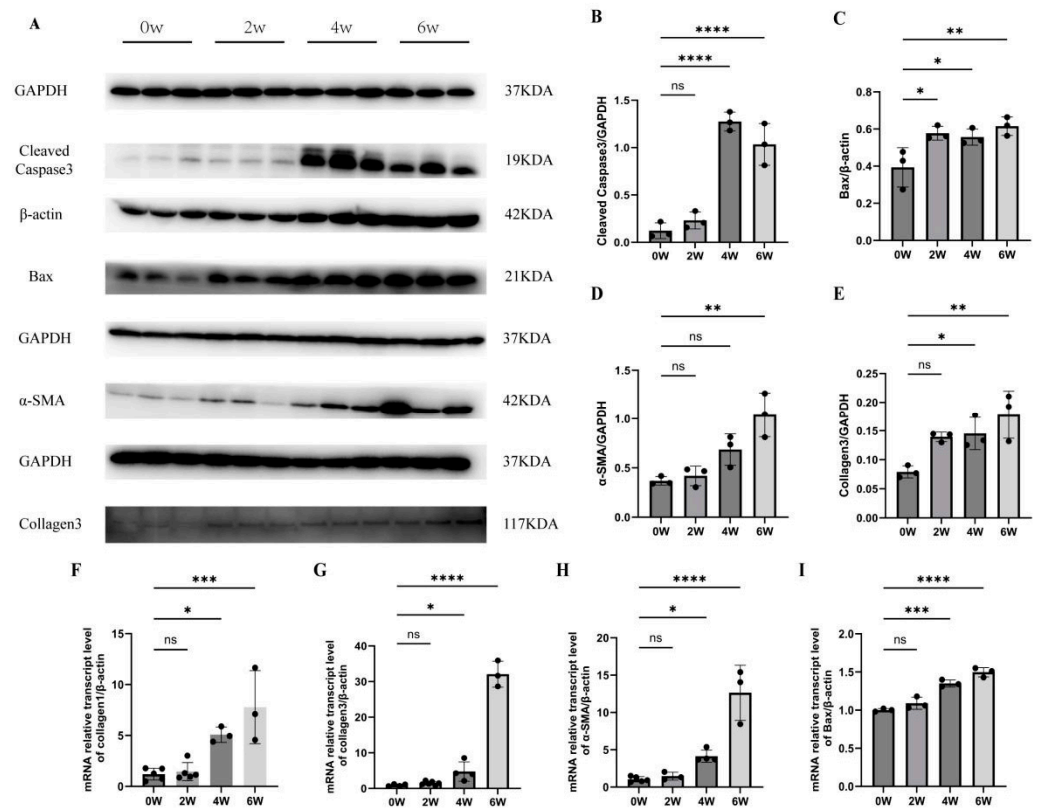 A
0w 2w 4w 6w
GAPDH 37KDA
Cleaved
Caspase3 19KDA
β-actin 42KDA
Bax 21KDA
GAPDH 37KDA
α-SMA 42KDA
GAPDH 37KDA
Collagen3 117KDA
B
Cleaved Caspase3/GAPDH
1.5
1.0
0.5
0.0
****
****
ns
0W 2W 4W 6W
C
Bax/β-actin
0.8
0.6
0.4
0.2
0.0
**
*
*
0W 2W 4W 6W
D
α-SMA/GAPDH
1.5
1.0
0.5
0.0
**
ns
ns
0W 2W 4W 6W
E
Collagen3/GAPDH
0.25
0.20
0.15
0.10
0.05
0.00
**
*
ns
0W 2W 4W 6W
F
mRNA relative transcript level
of collagen1/β-actin
15
10
5
0
***
*
ns
0W 2W 4W 6W
G
mRNA relative transcript level
of collagen3/β-actin
40
30
20
10
0
****
*
ns
0W 2W 4W 6W
H
mRNA relative transcript level
of α-SMA/β-actin
20
15
10
5
0
****
*
ns
0W 2W 4W 6W
I
mRNA relative transcript level
of Bax/β-actin
2.0
1.5
1.0
0.5
0.0
****
***
ns
0W 2W 4W 6W